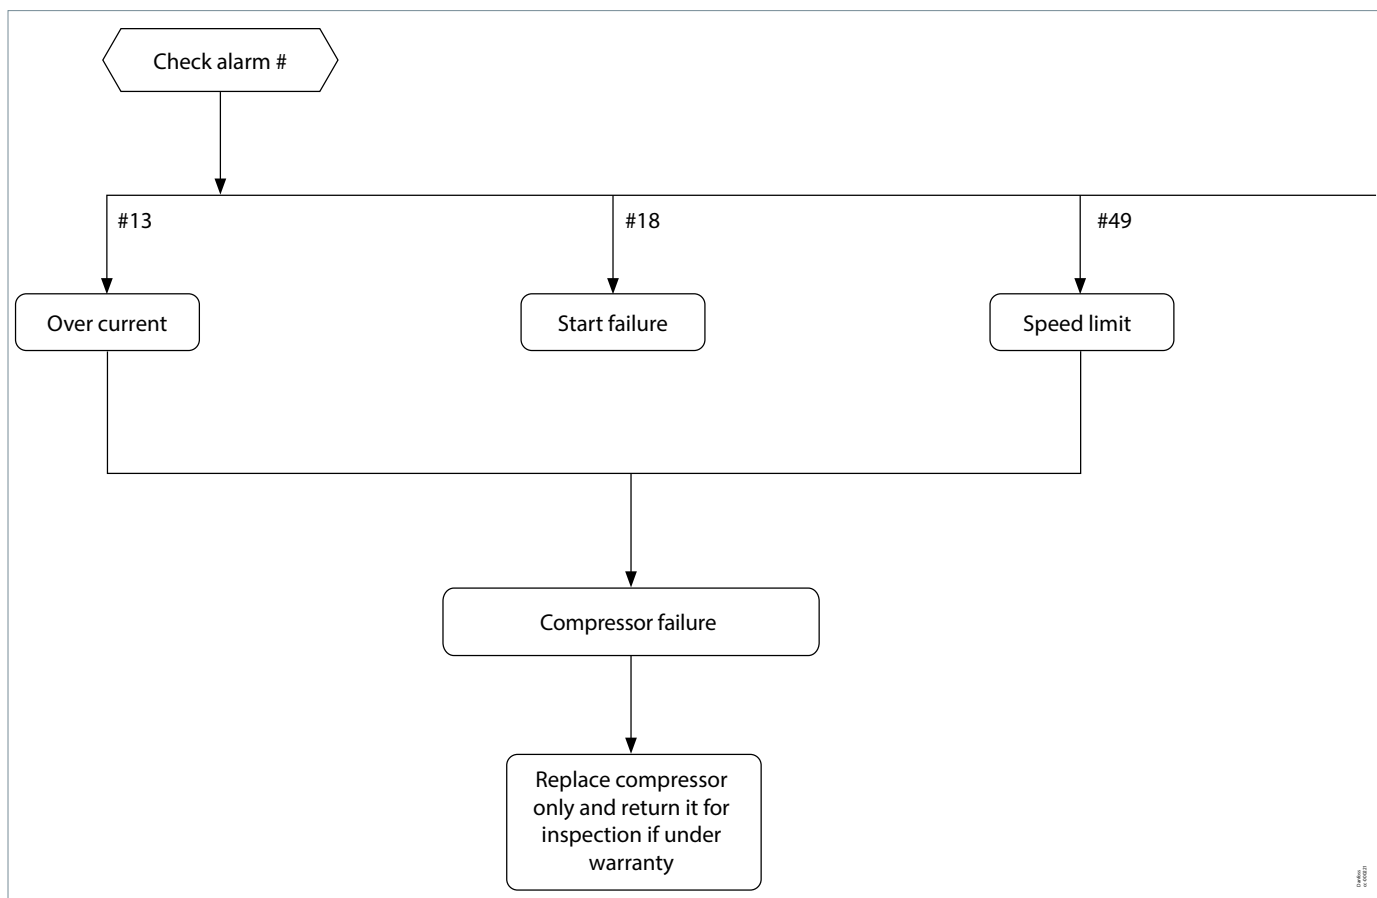 Check alarm #
#13
#18
#49
Over current
Start failure
Speed limit
Compressor failure
Replace compressor
only and return it for
inspection if under
warranty
Danfoss